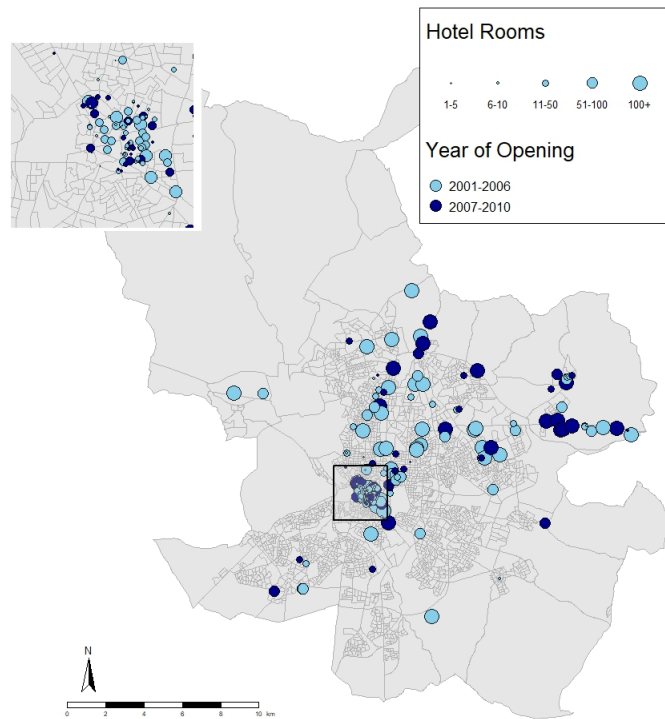 Hotel Rooms
1-5 6-10 11-50 51-100 100+
Year of Opening
2001-2006
2007-2010
N
0 2 4 6 8 10 km